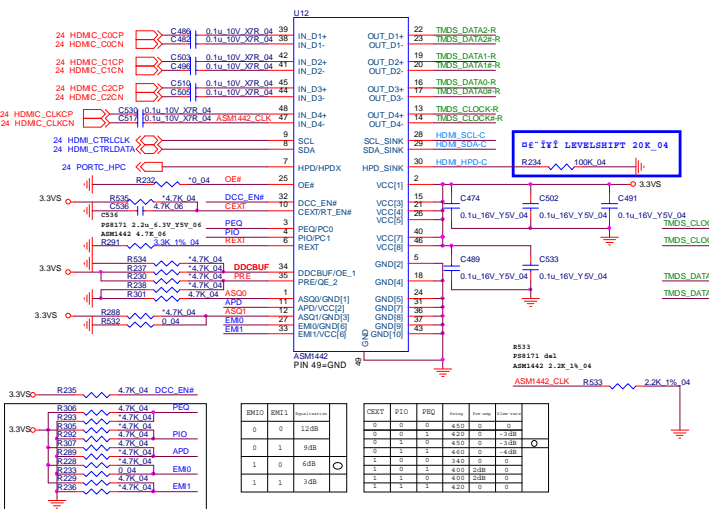 U12
24 HDMIC_C0CP C486 0.1u_10V_X7R_04 39 IN_D1+ OUT_D1+ 22 TMDS_DATA2-R
24 HDMIC_C0CN C482 0.1u_10V_X7R_04 38 IN_D1- OUT_D1- 23 TMDS_DATA2#-R
24 HDMIC_C1CP C503 0.1u_10V_X7R_04 42 IN_D2+ OUT_D2+ 19 TMDS_DATA1-R
24 HDMIC_C1CN C496 0.1u_10V_X7R_04 41 IN_D2- OUT_D2- 20 TMDS_DATA1#-R
24 HDMIC_C2CP C510 0.1u_10V_X7R_04 45 IN_D3+ OUT_D3+ 16 TMDS_DATA0-R
24 HDMIC_C2CN C505 0.1u_10V_X7R_04 44 IN_D3- OUT_D3- 17 TMDS_DATA0#-R
24 HDMIC_CLKCP C530 0.1u_10V_X7R_04 48 IN_D4+ OUT_D4+ 13 TMDS_CLOCK-R
24 HDMIC_CLKCN C517 0.1u_10V_X7R_04 ASM1442_CLK 47 IN_D4- OUT_D4- 14 TMDS_CLOCK#-R
24 HDMI_CTRLCLK 9 SCL SCL_SINK 28 HDMI_SCL-C
24 HDMI_CTRLDATA 8 SDA SDA_SINK 29 HDMI_SDA-C
LEVELSHIFT 20K_04
24 PORTC_HPC 7 HPD/HPDX HPD_SINK 30 HDMI_HPD-C R234 100K_04
R232 *0_04 OE# 25 OE# VCC[1] 2 3.3VS
3.3VS R535 *4.7K_04 DCC_EN# 32 DCC_EN# VCC[3] 15
C536 4.7K_06 CEXT 10 CEXT/RT_EN# VCC[4] 21
VCC[5] 26
C474 C502 C491
0.1u_16V_Y5V_04 0.1u_16V_Y5V_04 0.1u_16V_Y5V_04
C536
PS8171 2.2u_6.3V_Y5V_06
ASM1442 4.7K_06
PEQ 3 PEQ/PC0
PIO 4 PIO/PC1 VCC[7] 40
R291 3.3K_1%_04 REXT 6 REXT VCC[8] 46
TMDS_CLO
TMDS_CLO
R534 *4.7K_04 GND[2] 5
3.3VS R237 *4.7K_04 DDCBUF 34 DDCBUF/OE_1
R230 *4.7K_04 PRE 35 PRE/QE_2 GND[4] 18
R238 *4.7K_04
C489 C533
0.1u_16V_Y5V_04 0.1u_16V_Y5V_04
TMDS_DATA
TMDS_DATA
R301 4.7K_04 ASQ0 1 ASQ0/GND[1] GND[5] 24
APD 11 APD/VCC[2] GND[7] 31
3.3VS R288 *4.7K_04 ASQ1 12 ASQ1/GND[3] GND[8] 36
R532 0_04 EMI0 27 EMI0/GND[6] GND[9] 37
EMI1 33 EMI1/VCC[6] GND[10] 43
GND
49
ASM1442
PIN 49=GND
R533
PS8171 del
ASM1442 2.2K_1%_04
ASM1442_CLK R533 2.2K_1%_04
3.3VS R235 4.7K_04 DCC_EN#
R306 *4.7K_04 PEQ
R293 *4.7K_04
3.3VS R305 *4.7K_04
R292 *4.7K_04 PIO
R307 *4.7K_04
R289 *4.7K_04 APD
R228 *4.7K_04
R233 0_04 EMI0
R229 *4.7K_04
R236 *4.7K_04 EMI1
EMI0 EMI1 Equalization
0 0 12dB
0 1 9dB
1 0 6dB
1 1 3dB
CEXT PIO PEQ Swing Pre-emp Slew-rate
0 0 0 450 0 0
0 0 1 420 0 -3dB
0 1 0 450 0 -3dB
0 1 1 460 0 -4dB
1 0 0 340 0 0
1 0 1 400 2dB 0
1 1 0 400 2dB 0
1 1 1 420 0 0